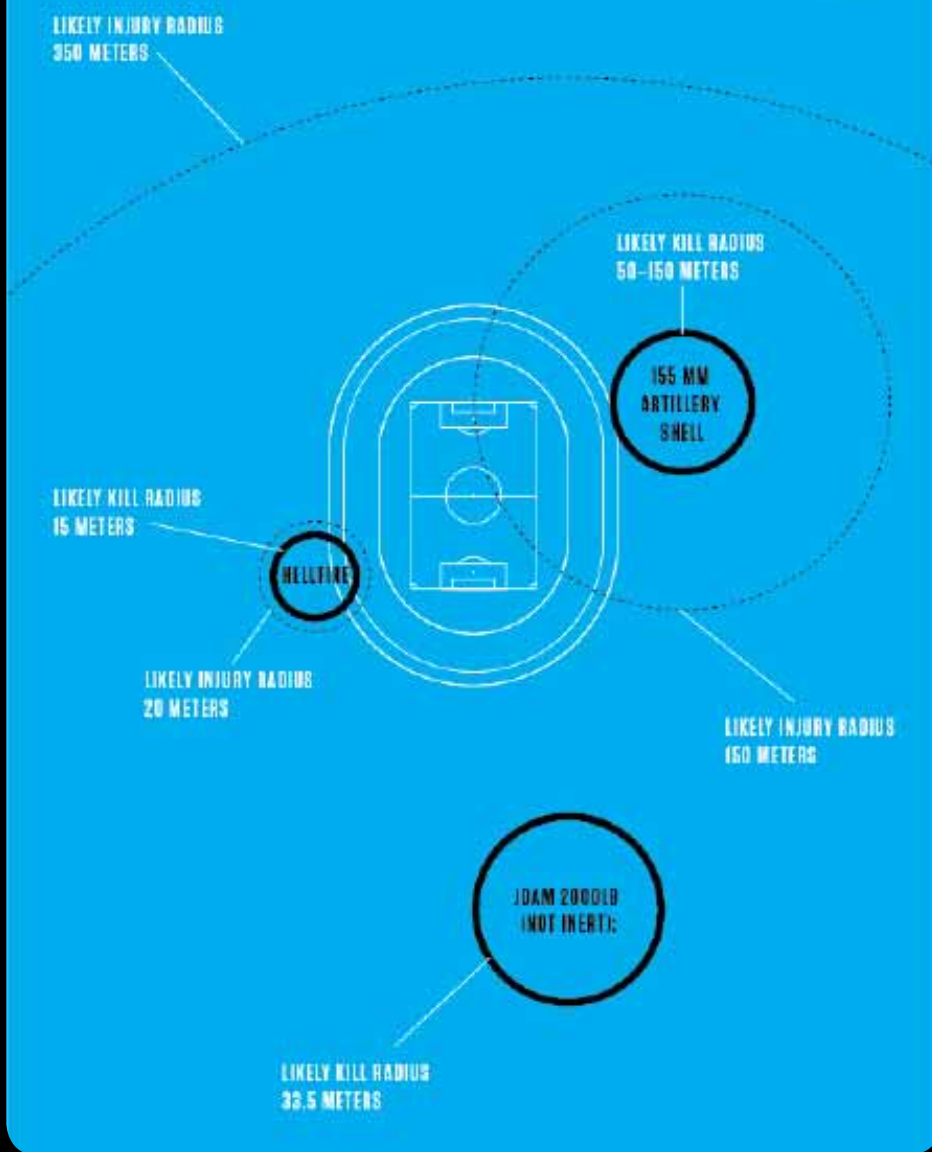 LIKELY INJURY RADIUS
350 METERS
LIKELY KILL RADIUS
50–150 METERS
155 MM
ARTILLERY
SHELL
LIKELY KILL RADIUS
15 METERS
HELLFIRE
LIKELY INJURY RADIUS
20 METERS
LIKELY INJURY RADIUS
150 METERS
JDAM 2000LB
(NOT INERT):
LIKELY KILL RADIUS
33.5 METERS